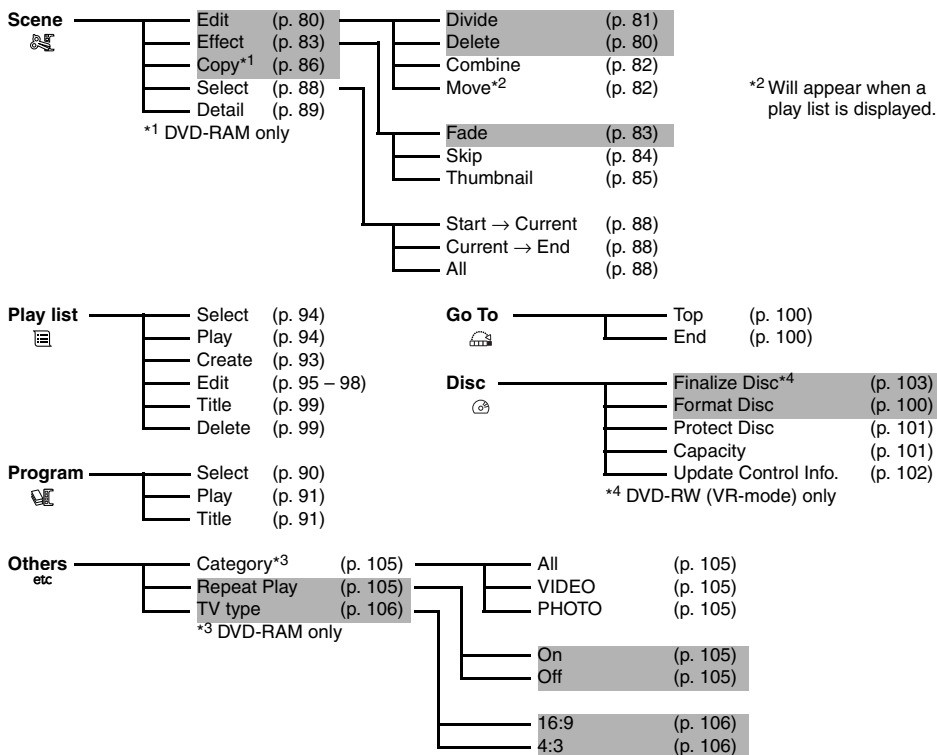 Scene
Edit (p. 80)
Effect (p. 83)
Copy*1 (p. 86)
Select (p. 88)
Detail (p. 89)
*1 DVD-RAM only
Divide (p. 81)
Delete (p. 80)
Combine (p. 82)
Move*2 (p. 82)
*2 Will appear when a
play list is displayed.
Fade (p. 83)
Skip (p. 84)
Thumbnail (p. 85)
Start → Current (p. 88)
Current → End (p. 88)
All (p. 88)
Play list
Select (p. 94)
Play (p. 94)
Create (p. 93)
Edit (p. 95 – 98)
Title (p. 99)
Delete (p. 99)
Go To
Top (p. 100)
End (p. 100)
Disc
Finalize Disc*4 (p. 103)
Format Disc (p. 100)
Protect Disc (p. 101)
Capacity (p. 101)
Update Control Info. (p. 102)
*4 DVD-RW (VR-mode) only
Program
Select (p. 90)
Play (p. 91)
Title (p. 91)
Others
etc
Category*3 (p. 105)
Repeat Play (p. 105)
TV type (p. 106)
*3 DVD-RAM only
All (p. 105)
VIDEO (p. 105)
PHOTO (p. 105)
On (p. 105)
Off (p. 105)
16:9 (p. 106)
4:3 (p. 106)